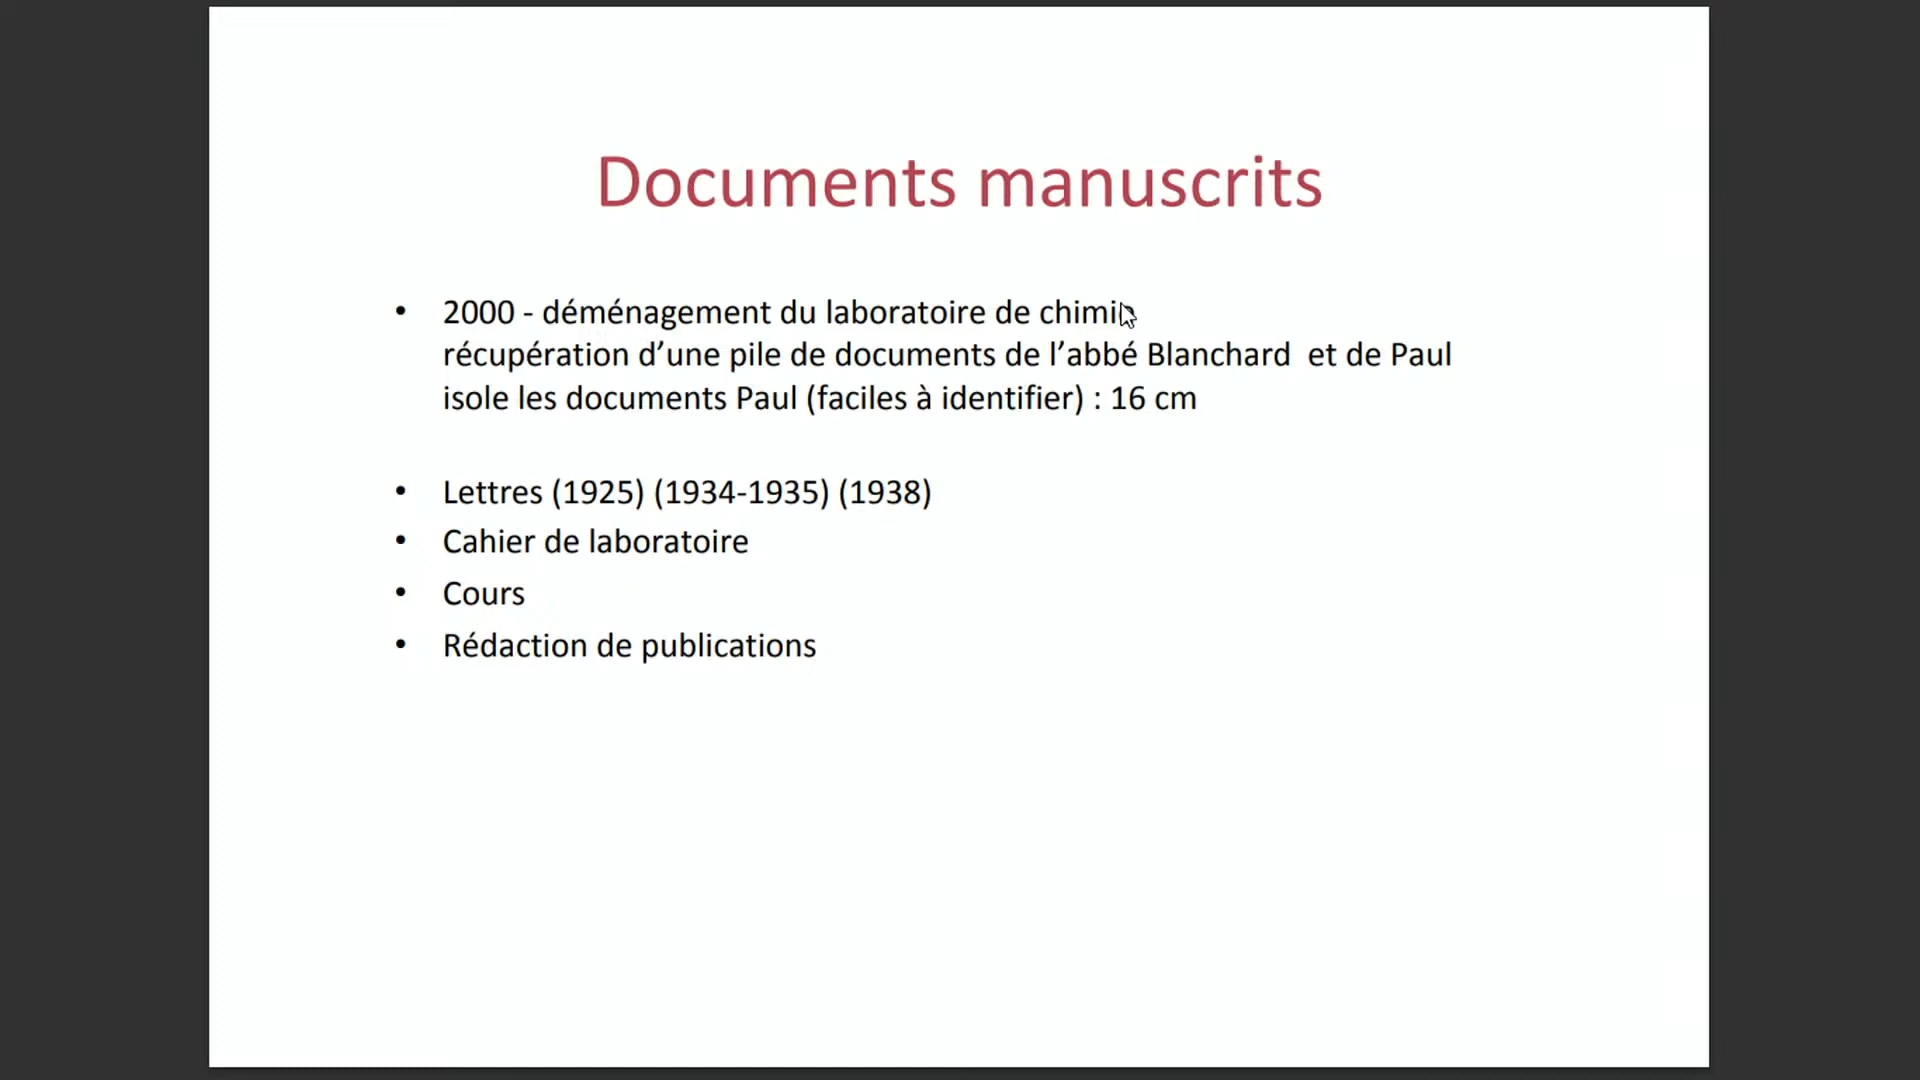 Documents manuscrits
• 2000 - déménagement du laboratoire de chimie
récupération d’une pile de documents de l’abbé Blanchard et de Paul
isole les documents Paul (faciles à identifier) : 16 cm
• Lettres (1925) (1934-1935) (1938)
• Cahier de laboratoire
• Cours
• Rédaction de publications